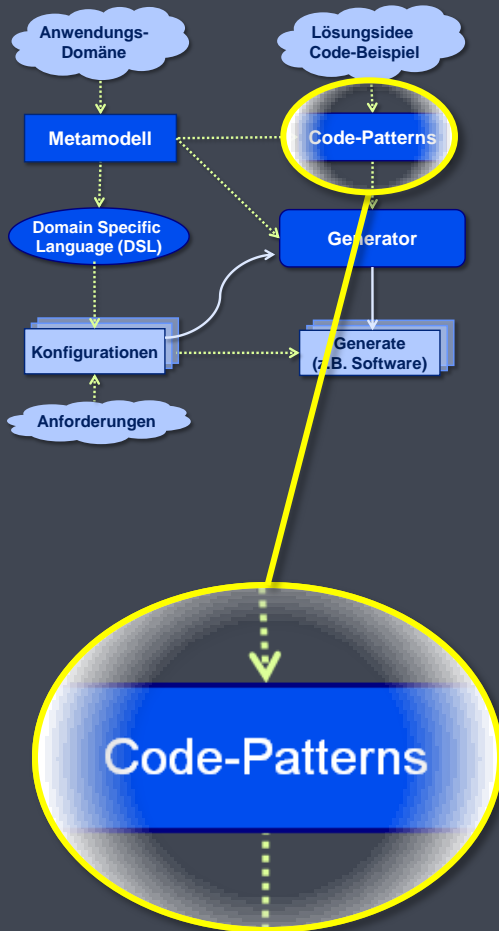 Anwendungs-
Domäne
Lösungsidee
Code-Beispiel
Metamodell
Code-Patterns
Domain Specific
Language (DSL)
Generator
Konfigurationen
Generate
(z.B. Software)
Anforderungen
Code-Patterns